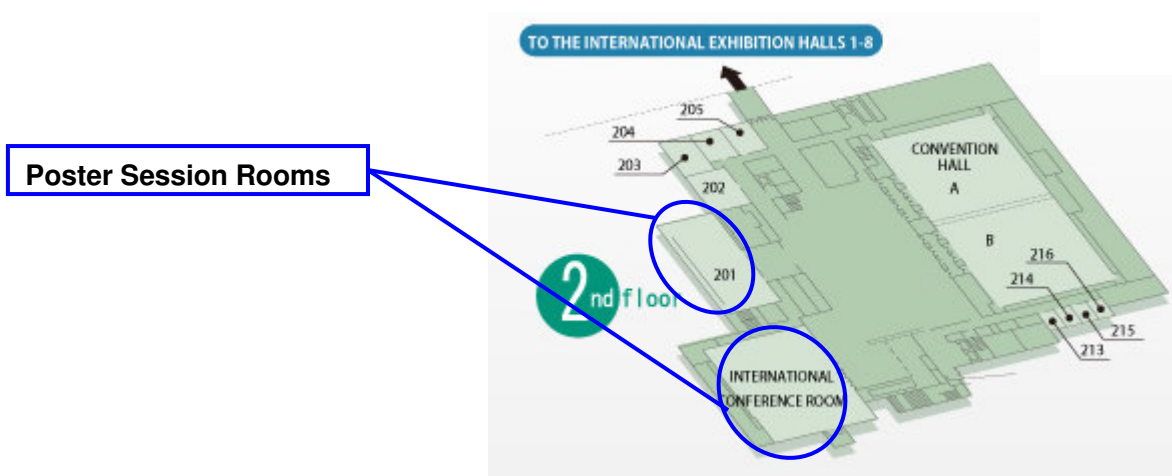 TO THE INTERNATIONAL EXHIBITION HALLS 1-8
205
204
203
202
CONVENTION
HALL
A
B
Poster Session Rooms
201
2nd floor
216
214
215
213
INTERNATIONAL
CONFERENCE ROOM